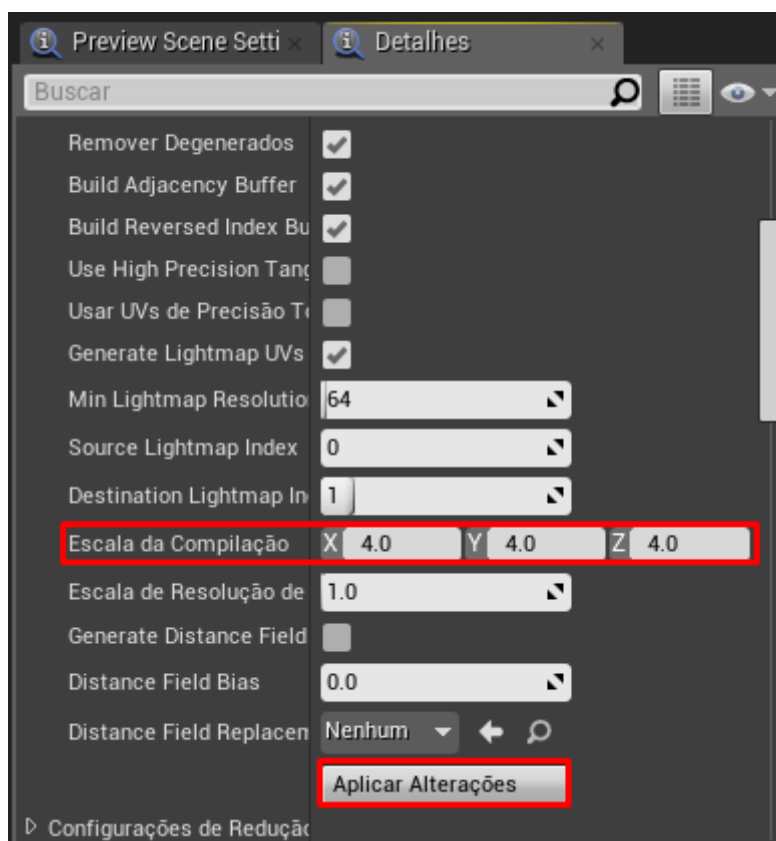 Preview Scene Setti Detalhes
Buscar
Remover Degenerados
Build Adjacency Buffer
Build Reversed Index Bu
Use High Precision Tang
Usar UVs de Precisão To
Generate Lightmap UVs
Min Lightmap Resolutio 64
Source Lightmap Index 0
Destination Lightmap In 1
Escala da Compilação X 4.0 Y 4.0 Z 4.0
Escala de Resolução de 1.0
Generate Distance Field
Distance Field Bias 0.0
Distance Field Replacem Nenhum
Aplicar Alterações
Configurações de Redução